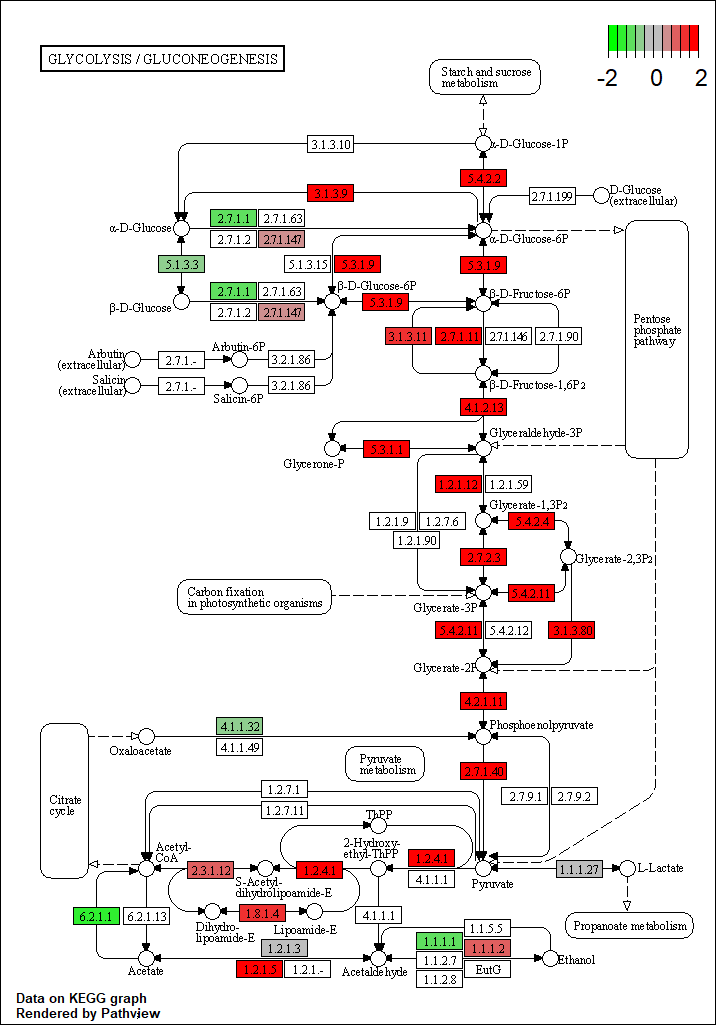 GLYCOLYSIS / GLUCONEOGENESIS
-2 0 2
Starch and sucrose
metabolism
3.1.3.10
α-D-Glucose-1P
5.4.2.2
3.1.3.9
2.7.1.199
D-Glucose
(extracellular)
2.7.1.1 2.7.1.63
α-D-Glucose
2.7.1.2 2.7.1.147
α-D-Glucose-6P
5.1.3.3
5.1.3.15 5.3.1.9
5.3.1.9
β-D-Glucose-6P
2.7.1.1 2.7.1.63
β-D-Glucose
2.7.1.2 2.7.1.147
5.3.1.9
β-D-Fructose-6P
Pentose
phosphate
pathway
3.1.3.11 2.7.1.11 2.7.1.146 2.7.1.90
Arbutin
(extracellular)
2.7.1.-
Arbutin-6P
3.2.1.86
Salicin
(extracellular)
2.7.1.-
Salicin-6P
3.2.1.86
β-D-Fructose-1,6P2
4.1.2.13
Glyceraldehyde-3P
5.3.1.1
Glycerone-P
1.2.1.12 1.2.1.59
Glycerate-1,3P2
1.2.1.9 1.2.7.6
5.4.2.4
1.2.1.90
2.7.2.3
Glycerate-2,3P2
Carbon fixation
in photosynthetic organisms
5.4.2.11
Glycerate-3P
5.4.2.11 5.4.2.12
3.1.3.80
Glycerate-2P
4.2.1.11
4.1.1.32
Oxaloacetate
4.1.1.49
Phosphoenolpyruvate
Pyruvate
metabolism
2.7.1.40
Citrate
cycle
1.2.7.1
2.7.9.1 2.7.9.2
1.2.7.11
ThPP
2-Hydroxy-
ethyl-ThPP
Acetyl-
CoA
2.3.1.12
1.2.4.1
1.2.4.1
4.1.1.1
S-Acetyl-
dihydrolipoamide-E
Pyruvate
1.1.1.27
L-Lactate
6.2.1.1 6.2.1.13
1.8.1.4
4.1.1.1
Dihydro-
lipoamide-E
Lipoamide-E
Propanoate metabolism
1.1.5.5
1.2.1.3
1.1.1.1 1.1.1.2
Acetate
1.2.1.5 1.2.1.-
Acetaldehyde
1.1.2.7
Ethanol
1.1.2.8 EutG
Data on KEGG graph
Rendered by Pathview